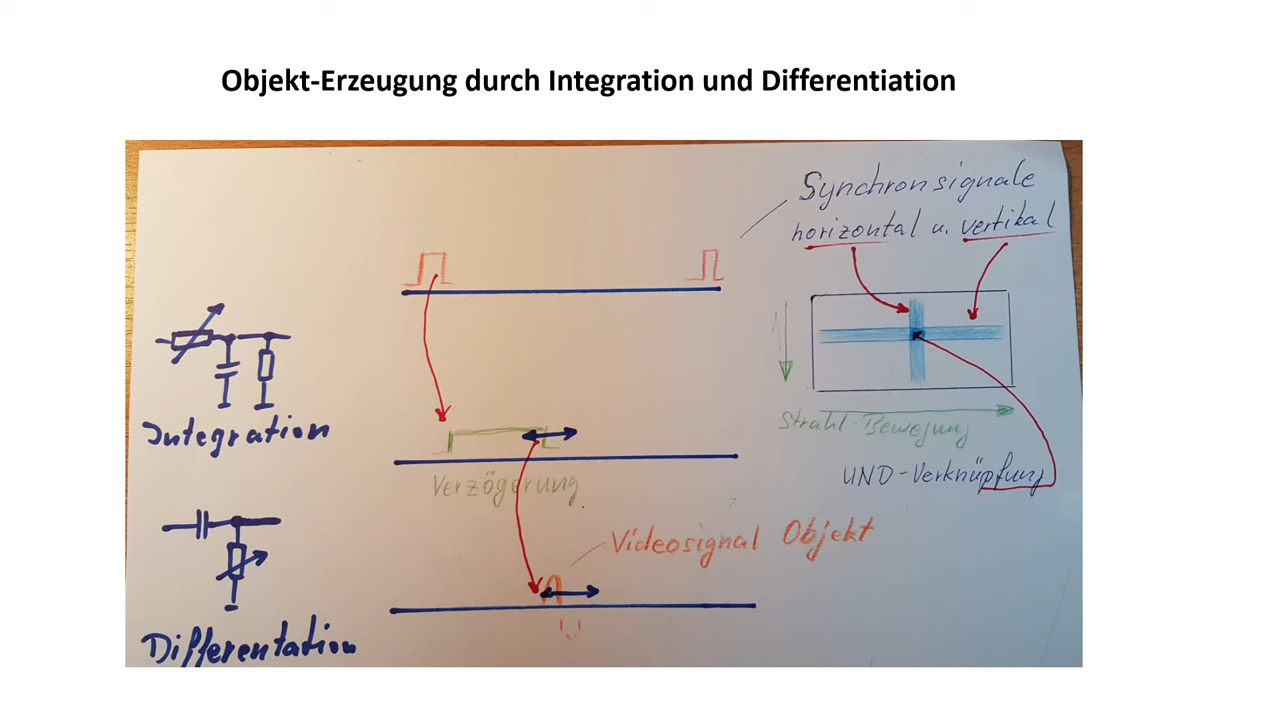 Objekt-Erzeugung durch Integration und Differentiation
Synchronsignale
horizontal u. vertikal
Integration
Strahl-Bewegung
Verzögerung
UND-Verknüpfung
Videosignal Objekt
Differentation